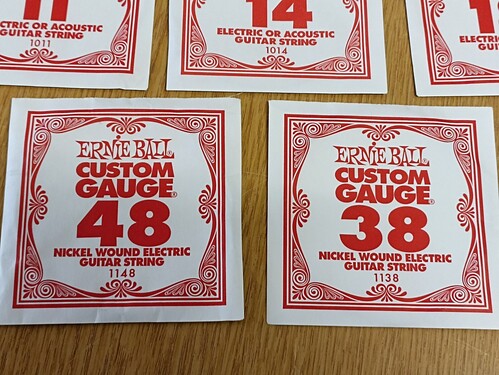 11
ELECTRIC OR ACOUSTIC
GUITAR STRING
1011
14
ELECTRIC OR ACOUSTIC
GUITAR STRING
1014
ERNIE BALL®
CUSTOM
GAUGE®
48
NICKEL WOUND ELECTRIC
GUITAR STRING
1148
ERNIE BALL®
CUSTOM
GAUGE®
38
NICKEL WOUND ELECTRIC
GUITAR STRING
1138